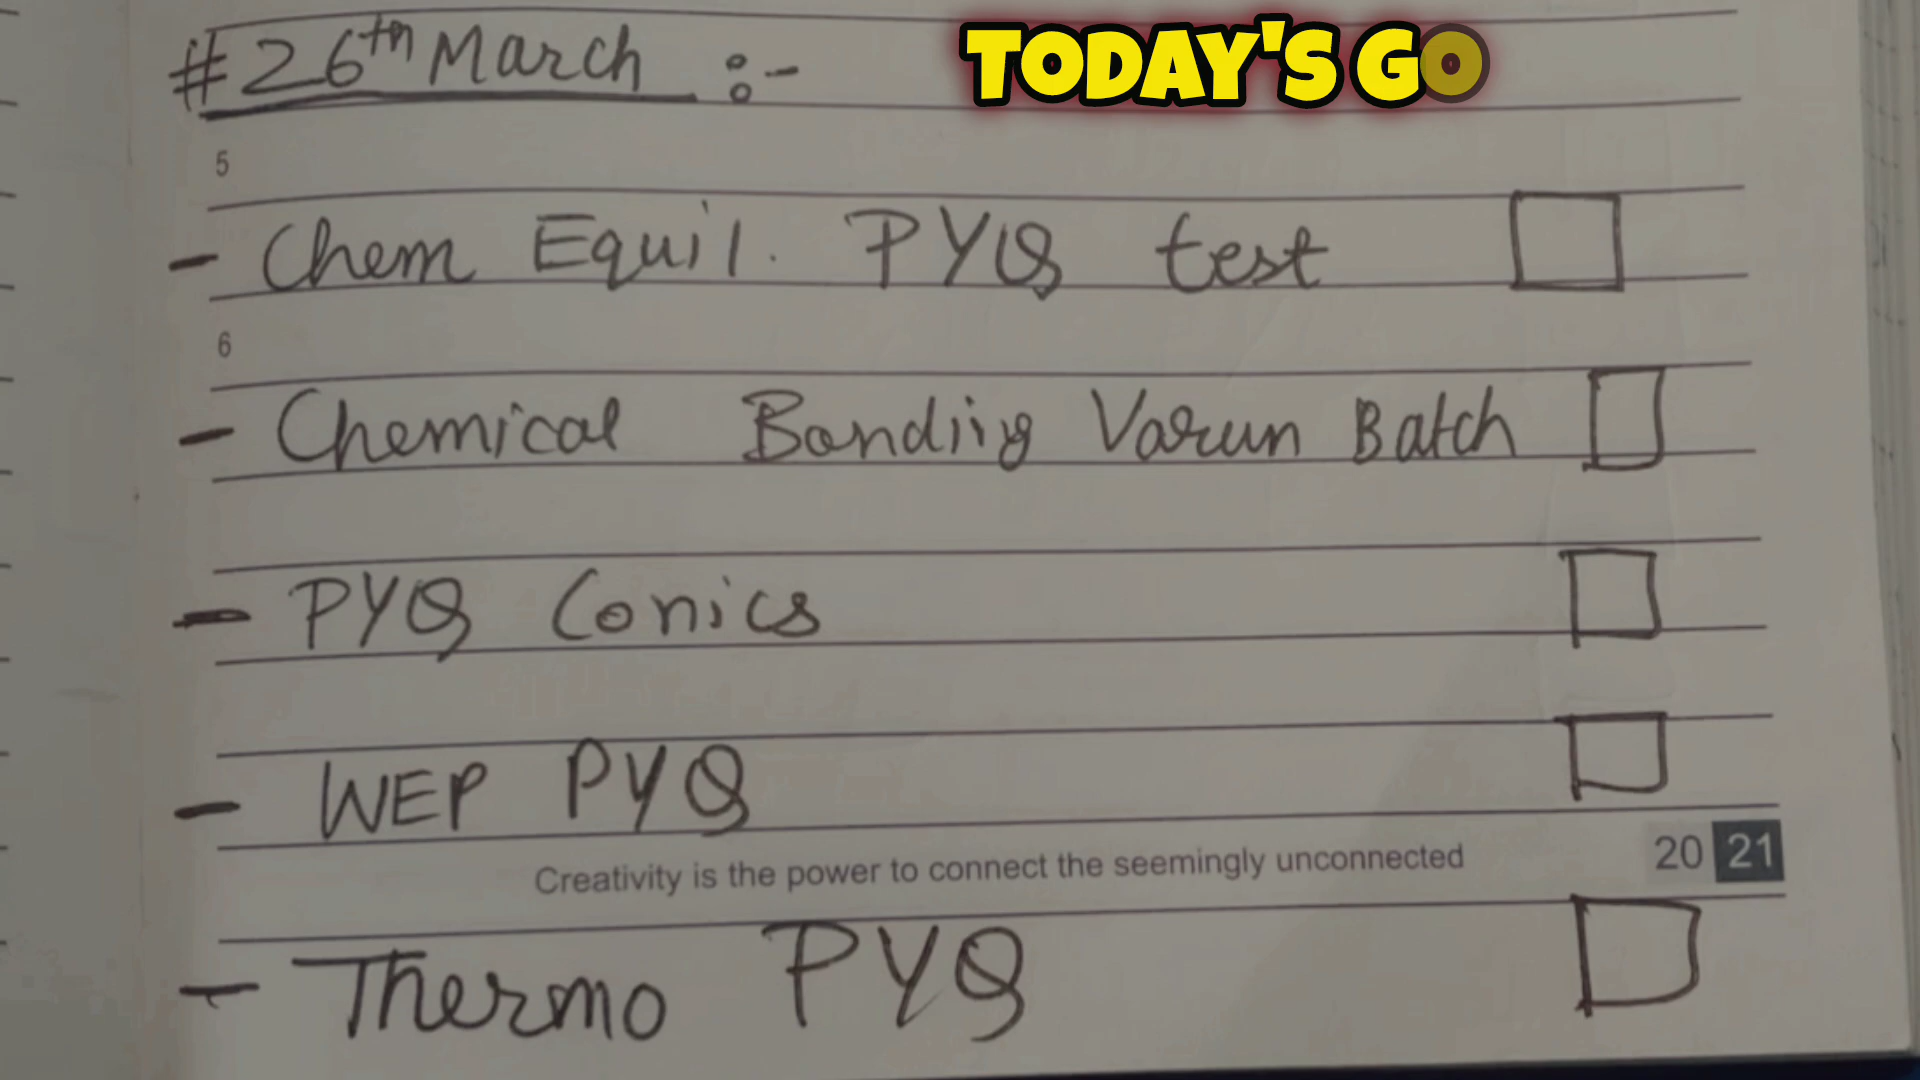 # 26th March :-
TODAY'S GO
5
- Chem Equil. PYQ test
6
- Chemical Bonding Varun Batch
- PYQ Conics
- WEP PYQ
Creativity is the power to connect the seemingly unconnected 20 21
- Thermo PYQ